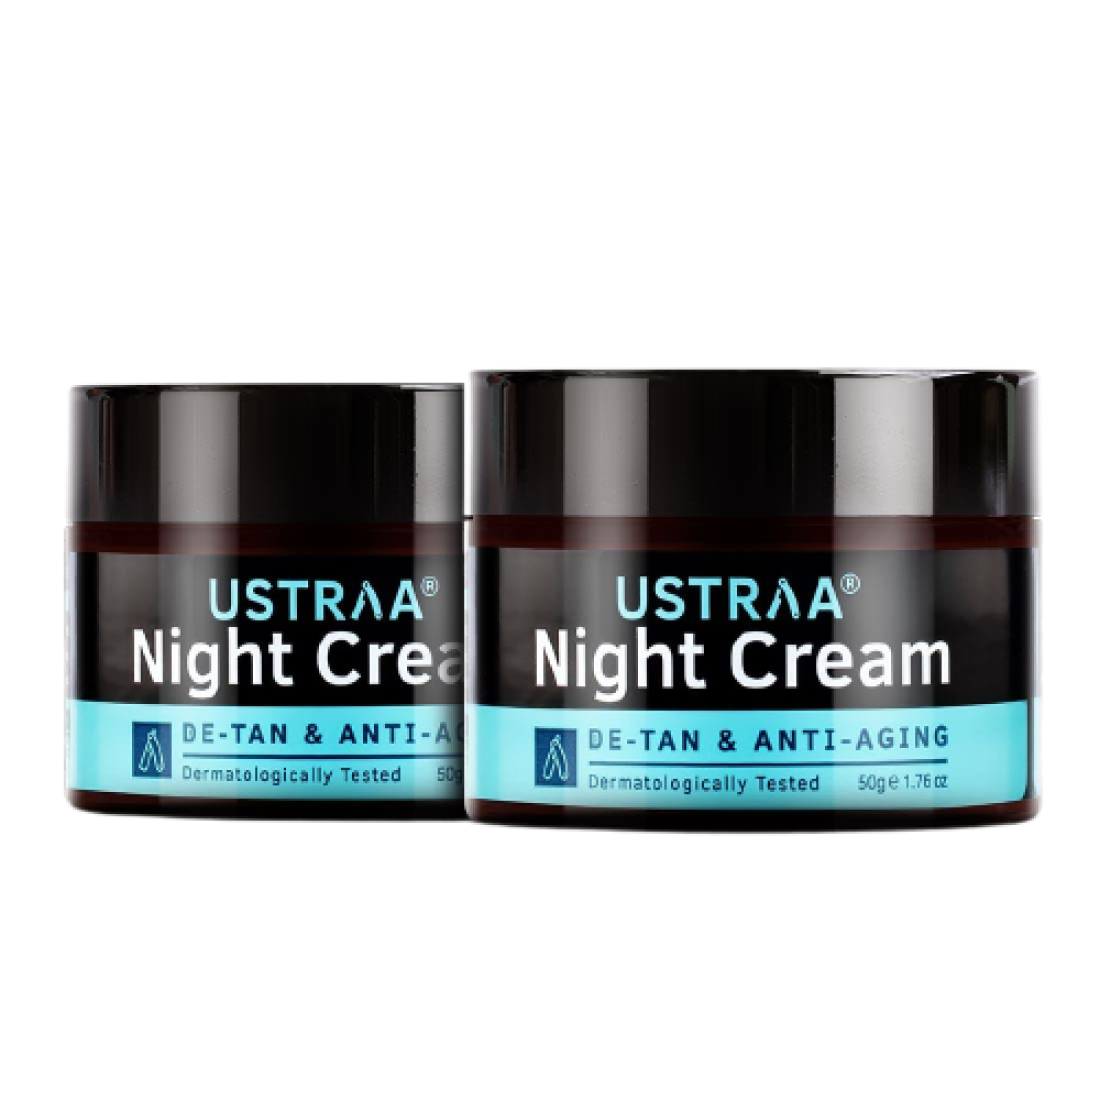 USTRAA®
Night Crea
DE-TAN & ANTI-AG
Dermatologically Tested 50g
USTRAA®
Night Cream
DE-TAN & ANTI-AGING
Dermatologically Tested 50g e 1.76 oz